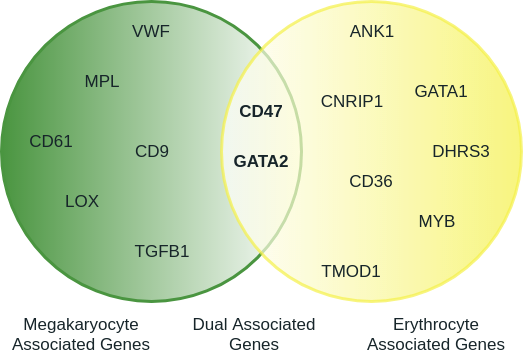 VWF
ANK1
MPL
GATA1
CNRIP1
CD47
CD61
CD9
DHRS3
GATA2
CD36
LOX
MYB
TGFB1
TMOD1
Megakaryocyte
Associated Genes
Dual Associated
Genes
Erythrocyte
Associated Genes